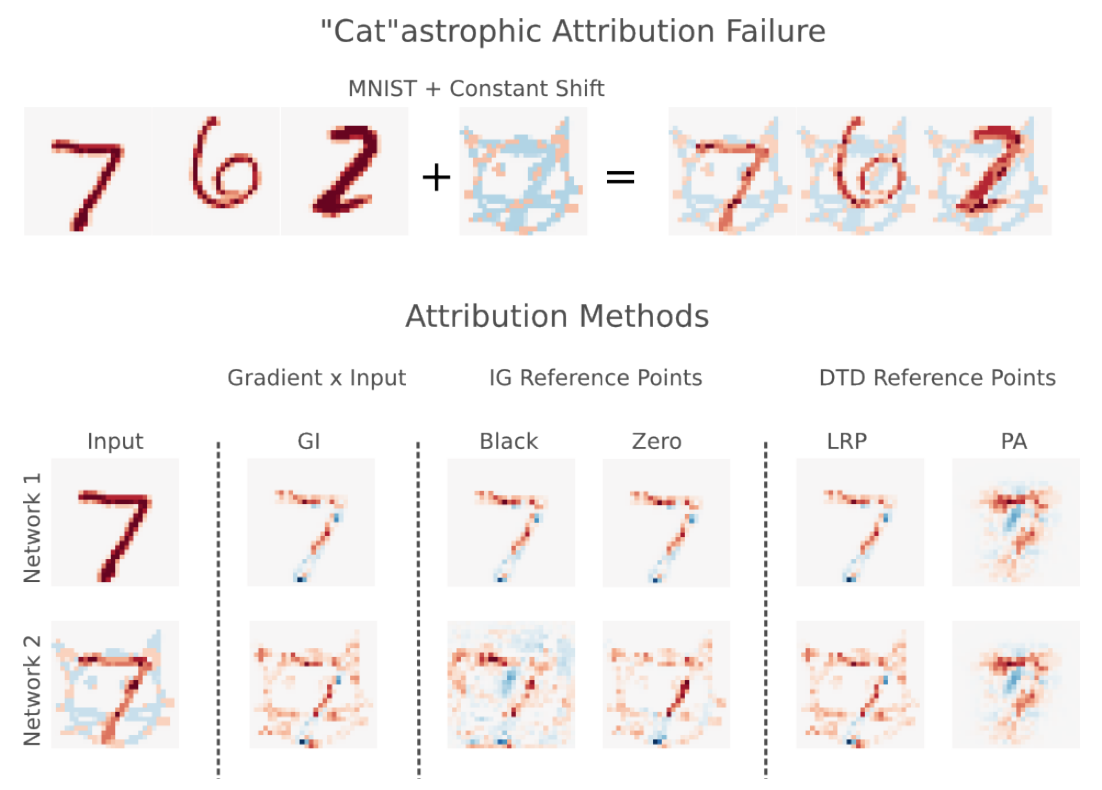 "Cat"astrophic Attribution Failure
MNIST + Constant Shift
+ =
Attribution Methods
Gradient x Input IG Reference Points DTD Reference Points
Input GI Black Zero LRP PA
Network 1
Network 2